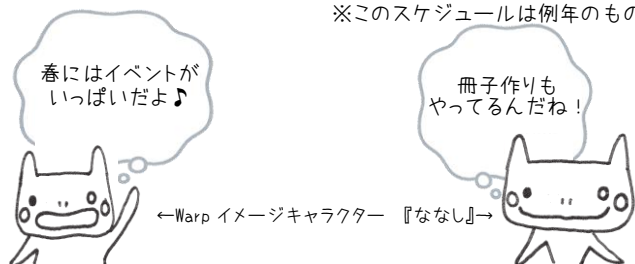 ※このスケジュールは例年のもの
春にはイベントが
いっぱいだよ♪
冊子作りも
やってるんだね！
←Warp イメージキャラクター 『ななし』→